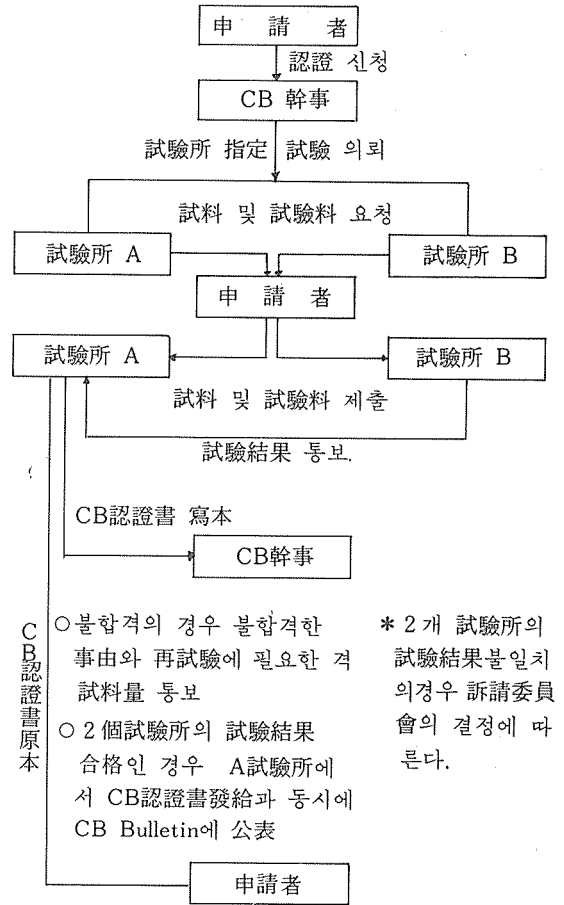 申 請 者
認證 신청
CB 幹事
試驗所 指定 試驗 의뢰
試料 및 試驗料 요청
試驗所 A
試驗所 B
申 請 者
試驗所 A
試驗所 B
試料 및 試驗料 제출
試驗結果 통보.
CB認證書 寫本
CB幹事
CB認證書原本
○불합격의 경우 불합격한
事由와 再試驗에 필요한 격
試料量 통보
○2個試驗所의 試驗結果
合格인 경우 A試驗所에
서 CB認證書發給과 동시에
CB Bulletin에 公表
* 2개 試驗所의
試驗結果불일치
의경우 訴請委員
會의 결정에 따
른다.
申請者